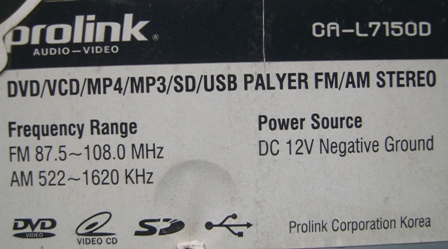 prolink®
AUDIO–VIDEO
CA-L7150D
DVD/VCD/MP4/MP3/SD/USB PALYER FM/AM STEREO
Frequency Range
FM 87.5~108.0 MHz
AM 522~1620 KHz
Power Source
DC 12V Negative Ground
DVD
VIDEO
VIDEO CD
SD
Prolink Corporation Korea